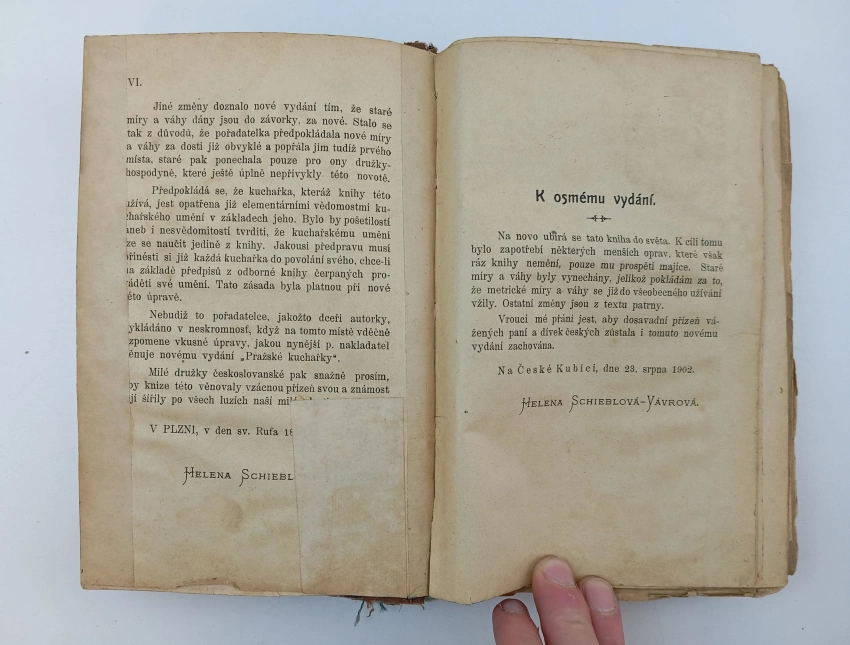 VI.
Jiné změny doznalo nové vydání tím, že staré
míry a váhy dány jsou do závorky, za nové. Stalo se
tak z důvodů, že pořadatelka předpokládala nové míry
a váhy za dosti již obvyklé a popřála jim tudíž prvého
místa, staré pak ponechala pouze pro ony družky-
hospodyně, které ještě úplně nepřivykly této novotě.
Předpokládá se, že kuchařka, kteráž knihy této
užívá, jest opatřena již elementárními vědomostmi ku-
chařského umění v základech jeho. Bylo by pošetilostí
aneb i nesvědomitostí tvrditi, že kuchařskému umění
ze se naučit jedině z knihy. Jakousi předpravu musí
přinésti si již každá kuchařka do povolání svého, chce-li
na základě předpisů z odborné knihy čerpaných pro-
váděti své umění. Tato zásada byla platnou při nové
této úpravě.
Nebudiž to pořadatelce, jakožto dceři autorky,
vykládáno v neskromnosť, když na tomto místě vděčně
vzpomene vkusné úpravy, jakou nynější p. nakladatel
věnuje novému vydání „Pražské kuchařky“.
Milé družky českoslovanské pak snažně prosím,
by knize této věnovaly vzácnou přízeň svou a známost
její šířily po všech luzích naší
V PLZNI, v den sv. Rufa 18
HELENA SCHIEBL
K osmému vydání.
Na novo ubírá se tato kniha do světa. K cíli tomu
bylo zapotřebí některých menších oprav, které však
ráz knihy nemění, pouze mu prospěti majíce. Staré
míry a váhy byly vynechány, jelikož pokládám za to,
že metrické míry a váhy se již do všeobecného užívání
vžily. Ostatní změny jsou z textu patrny.
Vroucí mé přání jest, aby dosavadní přízeň vá-
žených paní a dívek českých zůstala i tomuto novému
vydání zachována.
Na České Kubici, dne 23. srpna 1902.
HELENA SCHIEBLOVÁ-VÁVROVÁ.